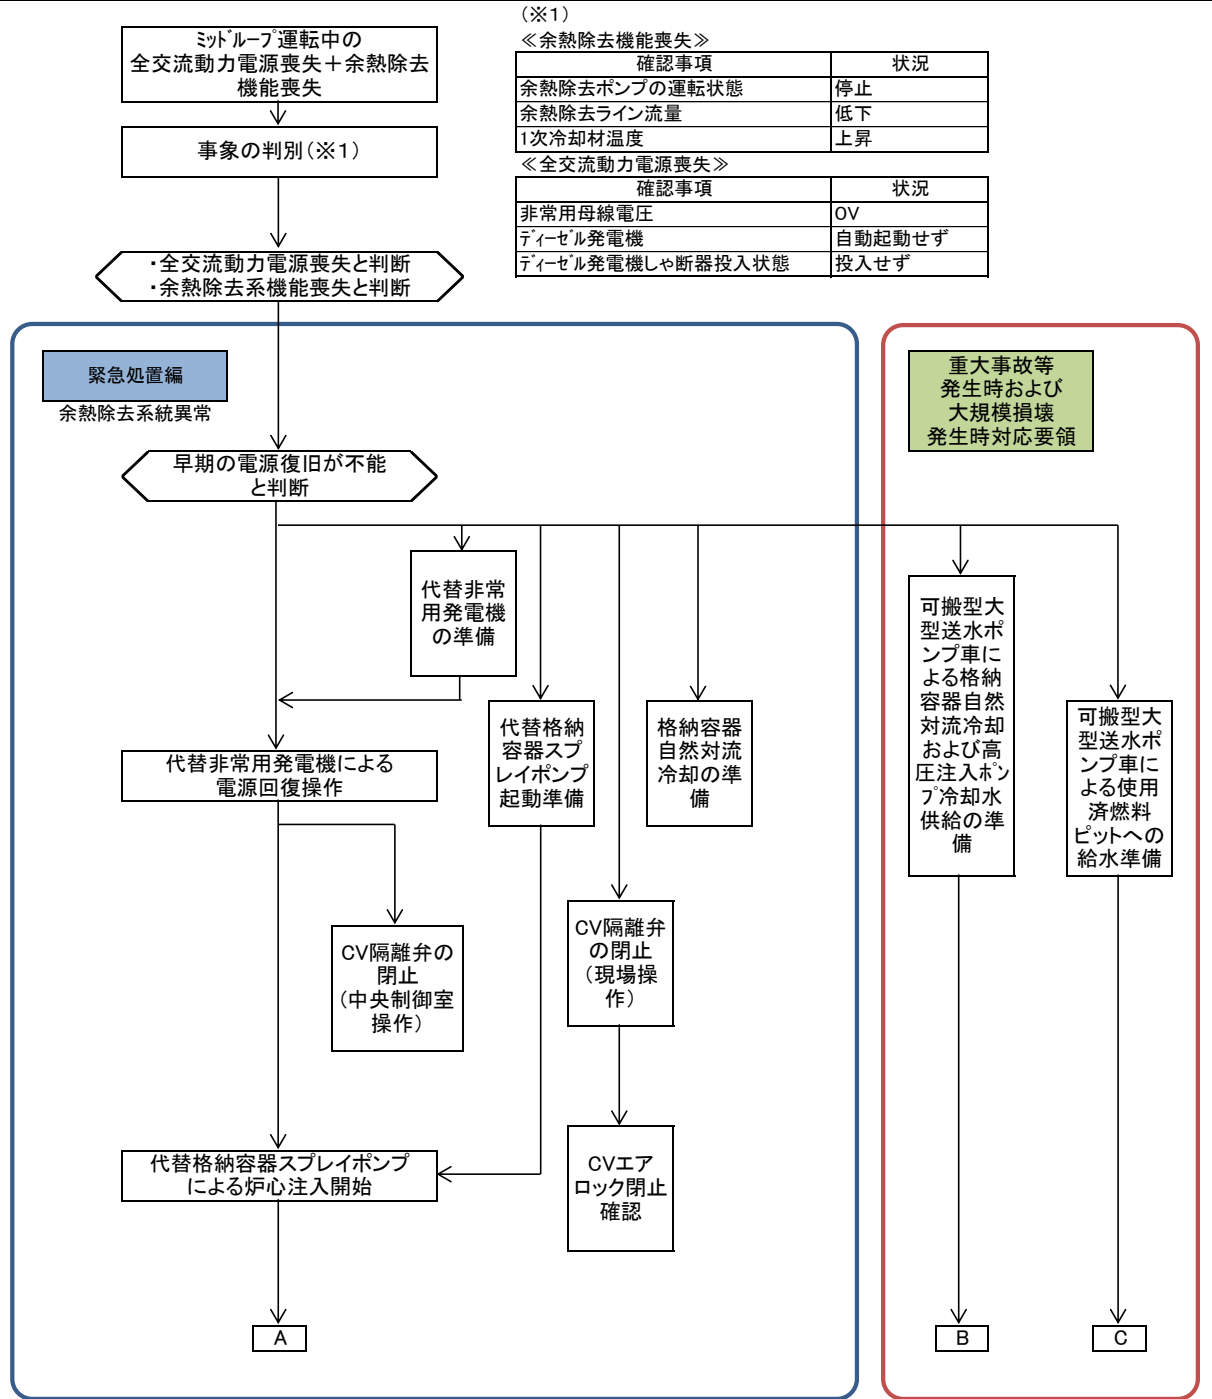 ﾐｯﾄﾞﾙｰﾌﾟ運転中の
全交流動力電源喪失＋余熱除去
機能喪失
事象の判別（※１）
・全交流動力電源喪失と判断
・余熱除去系機能喪失と判断
（※１）
≪余熱除去機能喪失≫
確認事項 状況
余熱除去ポンプの運転状態 停止
余熱除去ライン流量 低下
1次冷却材温度 上昇
≪全交流動力電源喪失≫
確認事項 状況
非常用母線電圧 0V
ﾃﾞｨｰｾﾞﾙ発電機 自動起動せず
ﾃﾞｨｰｾﾞﾙ発電機しゃ断器投入状態 投入せず
緊急処置編
余熱除去系統異常
早期の電源復旧が不能
と判断
代替非常
用発電機
の準備
代替非常用発電機による
電源回復操作
代替格納
容器スプ
レイポンプ
起動準備
格納容器
自然対流
冷却の準
備
CV隔離弁の
閉止
（中央制御室
操作）
CV隔離弁
の閉止
（現場操
作）
代替格納容器スプレイポンプ
による炉心注入開始
CVエア
ロック閉止
確認
A
重大事故等
発生時および
大規模損壊
発生時対応要領
可搬型大
型送水ポ
ンプ車に
よる格納
容器自然
対流冷却
および高
圧注入ﾎﾟﾝ
ﾌﾟ冷却水
供給の準
備
可搬型大
型送水ポ
ンプ車に
よる使用
済燃料
ピットへの
給水準備
B
C